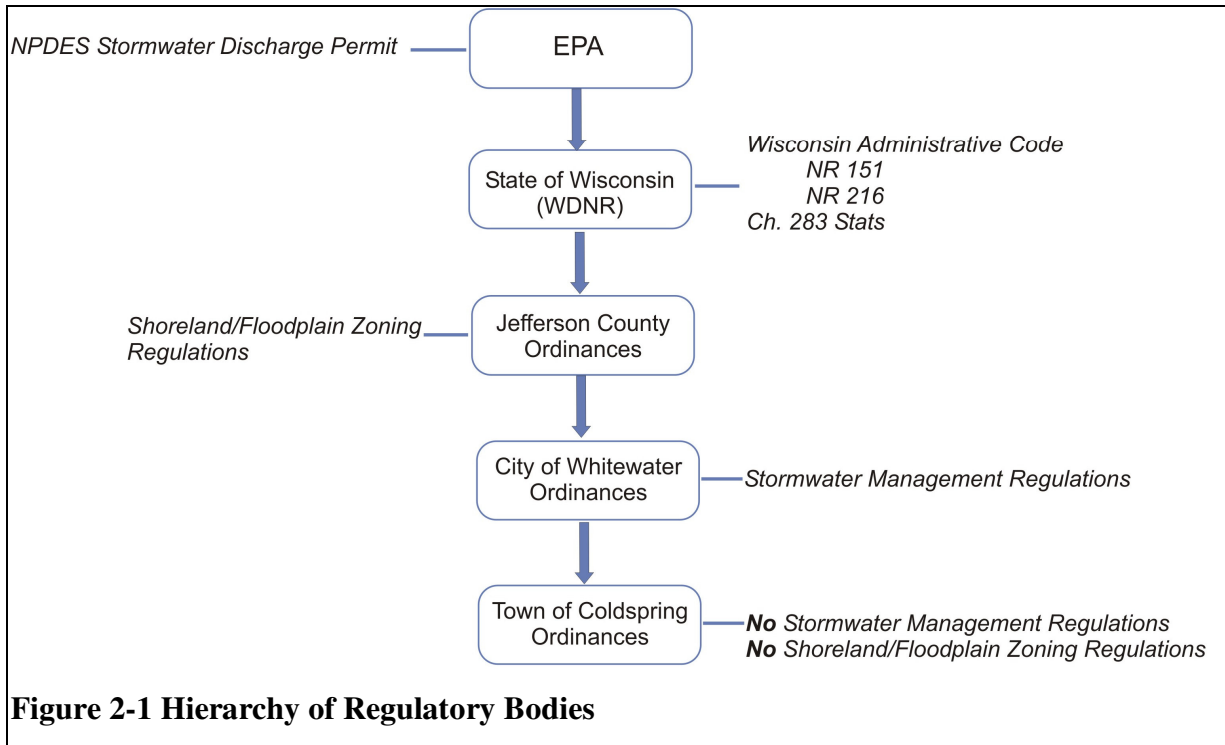 NPDES Stormwater Discharge Permit
EPA
State of Wisconsin
(WDNR)
Wisconsin Administrative Code
NR 151
NR 216
Ch. 283 Stats
Shoreland/Floodplain Zoning
Regulations
Jefferson County
Ordinances
City of Whitewater
Ordinances
Stormwater Management Regulations
Town of Coldspring
Ordinances
No Stormwater Management Regulations
No Shoreland/Floodplain Zoning Regulations
Figure 2-1 Hierarchy of Regulatory Bodies